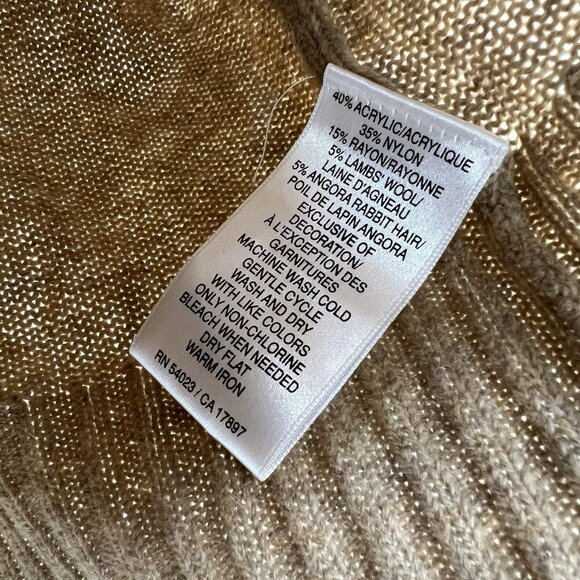 40% ACRYLIC/ACRYLIQUE
35% NYLON
15% RAYON/RAYONNE
5% LAMBS' WOOL/
LAINE D'AGNEAU
5% ANGORA RABBIT HAIR/
POIL DE LAPIN ANGORA
EXCLUSIVE OF
DECORATION/
À L'EXCEPTION DES
GARNITURES
MACHINE WASH COLD
GENTLE CYCLE
WASH AND DRY
WITH LIKE COLORS
ONLY NON-CHLORINE
BLEACH WHEN NEEDED
DRY FLAT
WARM IRON
RN 54023 / CA 17897